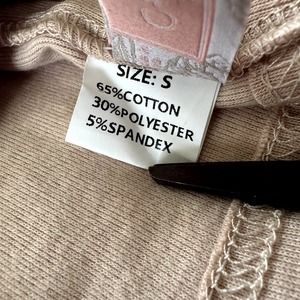 SIZE: S
65%COTTON
30%POLYESTER
5%SPANDEX